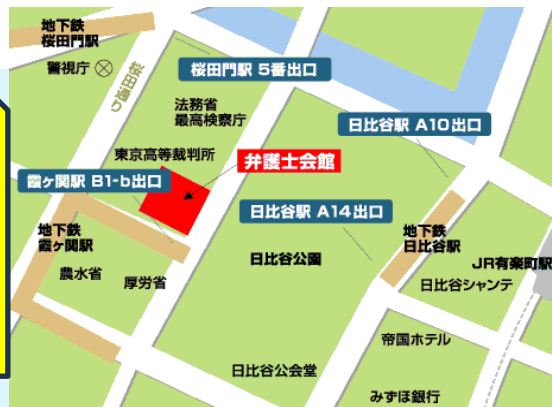 地下鉄
桜田門駅
警視庁
桜田通り
桜田門駅 5番出口
法務省
最高検察庁
日比谷駅 A10出口
東京高等裁判所
弁護士会館
霞ヶ関駅 B1-b出口
日比谷駅 A14出口
地下鉄
霞ヶ関駅
地下鉄
日比谷駅
日比谷公園
JR有楽町駅
農水省
厚労省
日比谷シャンテ
帝国ホテル
日比谷公会堂
みずほ銀行